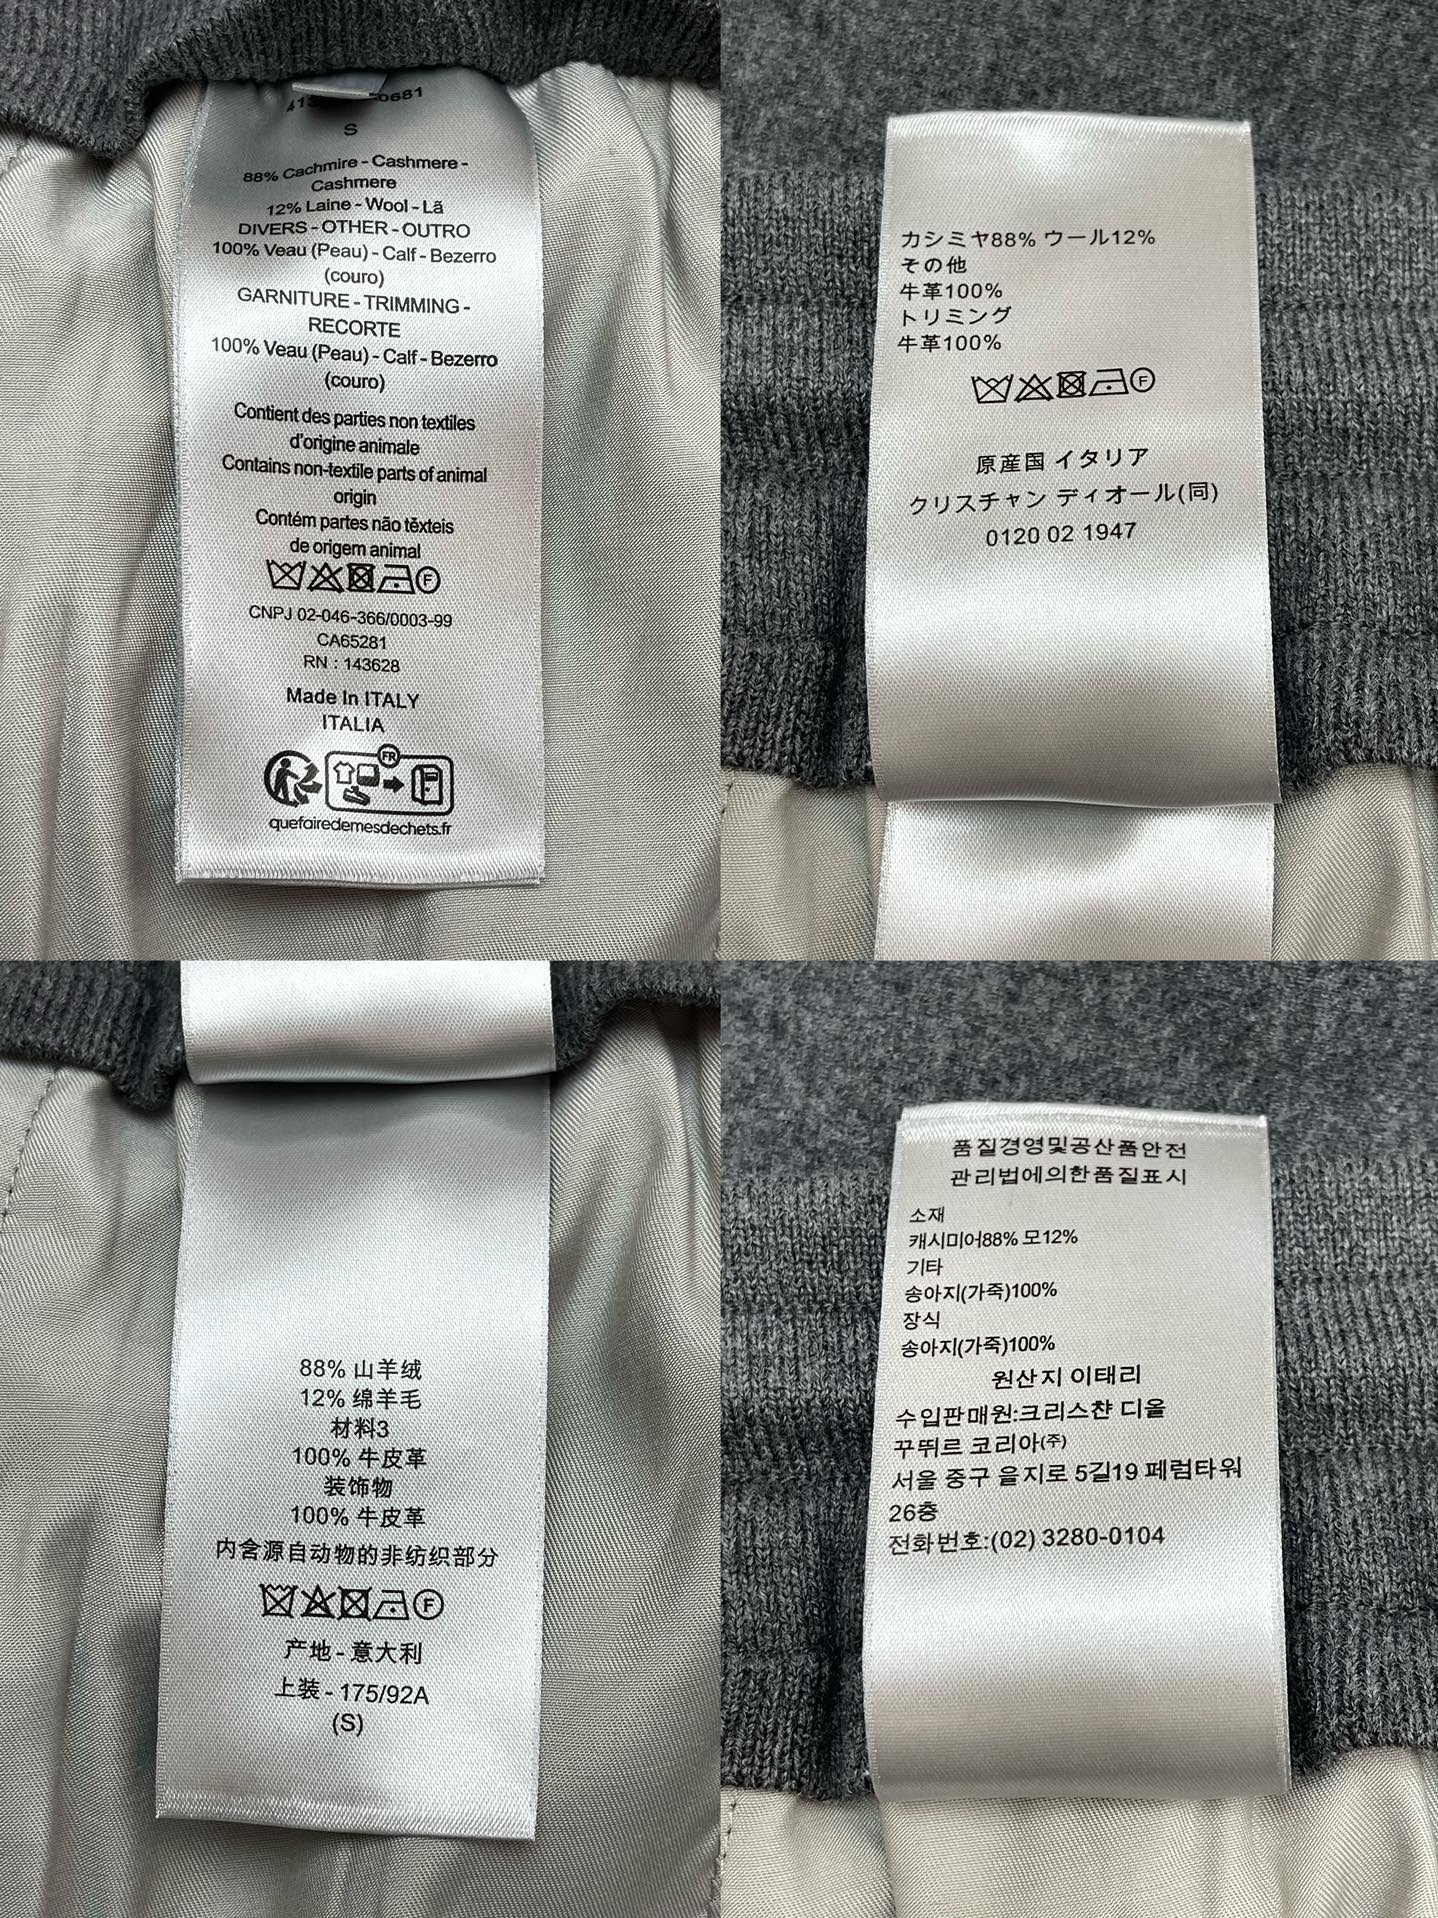 S
88% Cachmire - Cashmere -
Cashmere
12% Laine - Wool - Lã
DIVERS - OTHER - OUTRO
100% Veau (Peau) - Calf - Bezerro
(couro)
GARNITURE - TRIMMING -
RECORTE
100% Veau (Peau) - Calf - Bezerro
(couro)
Contient des parties non textiles
d'origine animale
Contains non-textile parts of animal
origin
Contém partes não têxteis
de origem animal
F
CNPJ 02-046-366/0003-99
CA65281
RN : 143628
Made In ITALY
ITALIA
FR
quefairedemesdechets.fr
カシミヤ88% ウール12%
その他
牛革100%
トリミング
牛革100%
F
原産国 イタリア
クリスチャン ディオール(同)
0120 02 1947
88% 山羊绒
12% 绵羊毛
材料3
100% 牛皮革
装饰物
100% 牛皮革
内含源自动物的非纺织部分
F
产地 - 意大利
上装 - 175/92A
(S)
품질경영및공산품안전
관리법에의한품질표시
소재
캐시미어88% 모12%
기타
송아지(가죽)100%
장식
송아지(가죽)100%
원산지 이태리
수입판매원:크리스챤 디올
꾸뛰르 코리아(주)
서울 중구 을지로 5길19 페럼타워
26층
전화번호:(02) 3280-0104